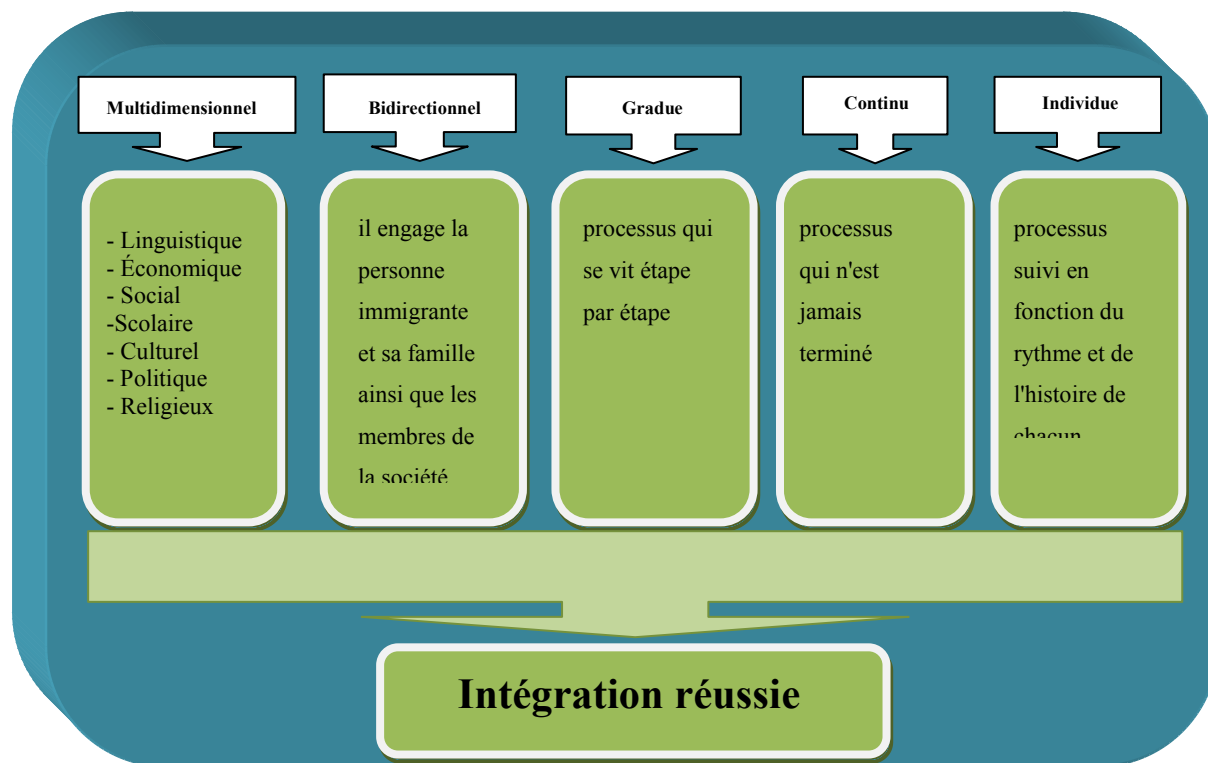 Multidimensionnel
Bidirectionnel
Gradue
Continu
Individue
- Linguistique
- Économique
- Social
-Scolaire
- Culturel
- Politique
- Religieux
il engage la
personne
immigrante
et sa famille
ainsi que les
membres de
la société
processus qui
se vit étape
par étape
processus
qui n'est
jamais
terminé
processus
suivi en
fonction du
rythme et de
l'histoire de
chacun
Intégration réussie